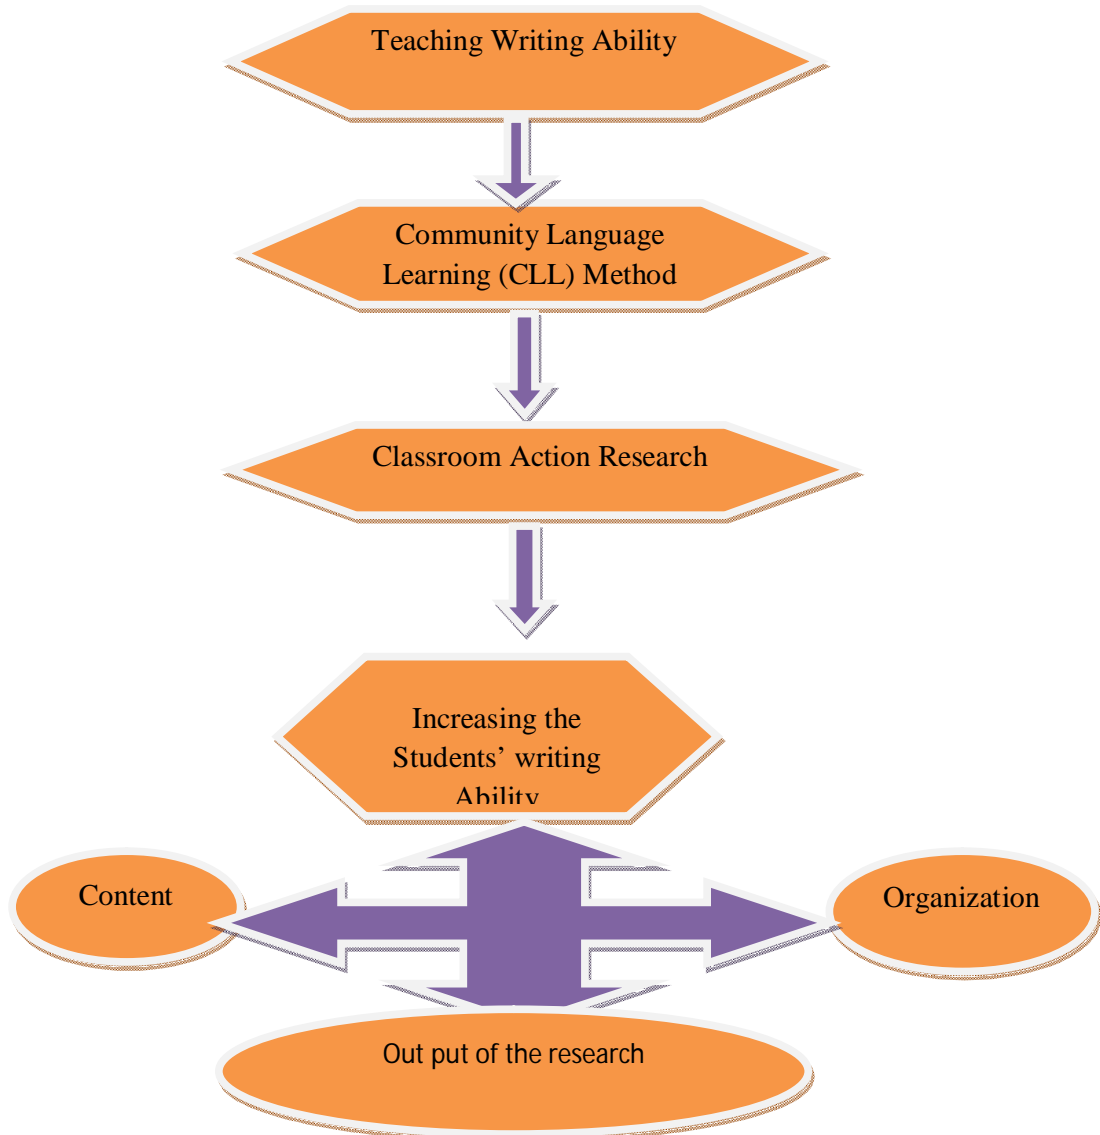 Teaching Writing Ability
Community Language
Learning (CLL) Method
Classroom Action Research
Increasing the
Students’ writing
Ability
Content
Organization
Out put of the research